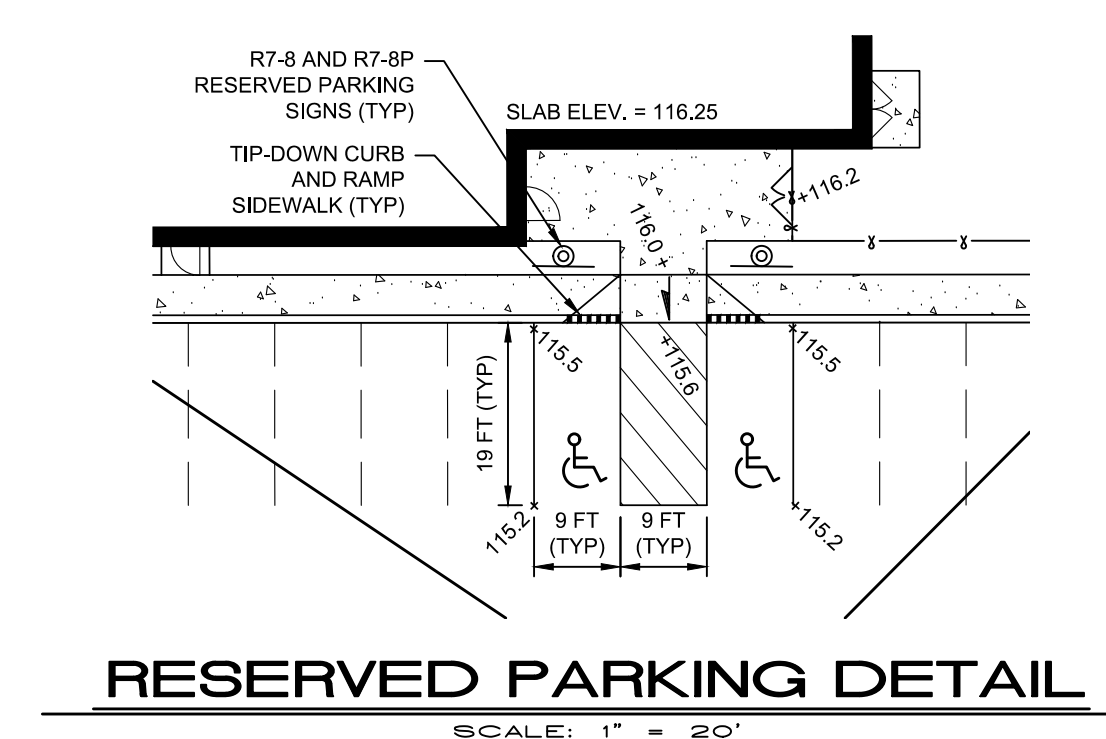 R7-8 AND R7-8P
RESERVED PARKING
SIGNS (TYP)
SLAB ELEV. = 116.25
TIP-DOWN CURB
AND RAMP
SIDEWALK (TYP)
+116.2
116.0 +
115.5
+115.6
115.5
19 FT (TYP)
115.2
9 FT
(TYP)
9 FT
(TYP)
115.2
RESERVED PARKING DETAIL
SCALE: 1" = 20'